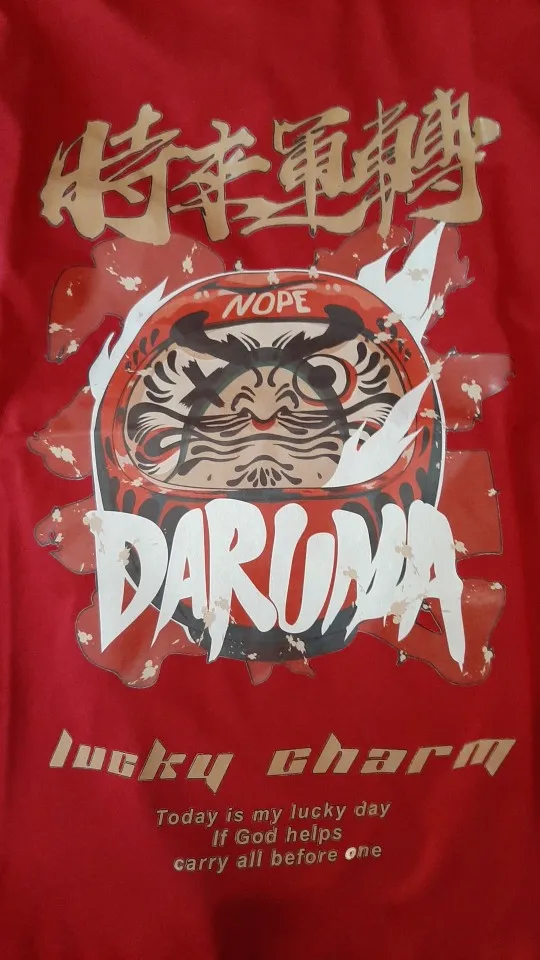 時來運轉
NOPE
DARUMA
lucky charm
Today is my lucky day
If God helps
carry all before one